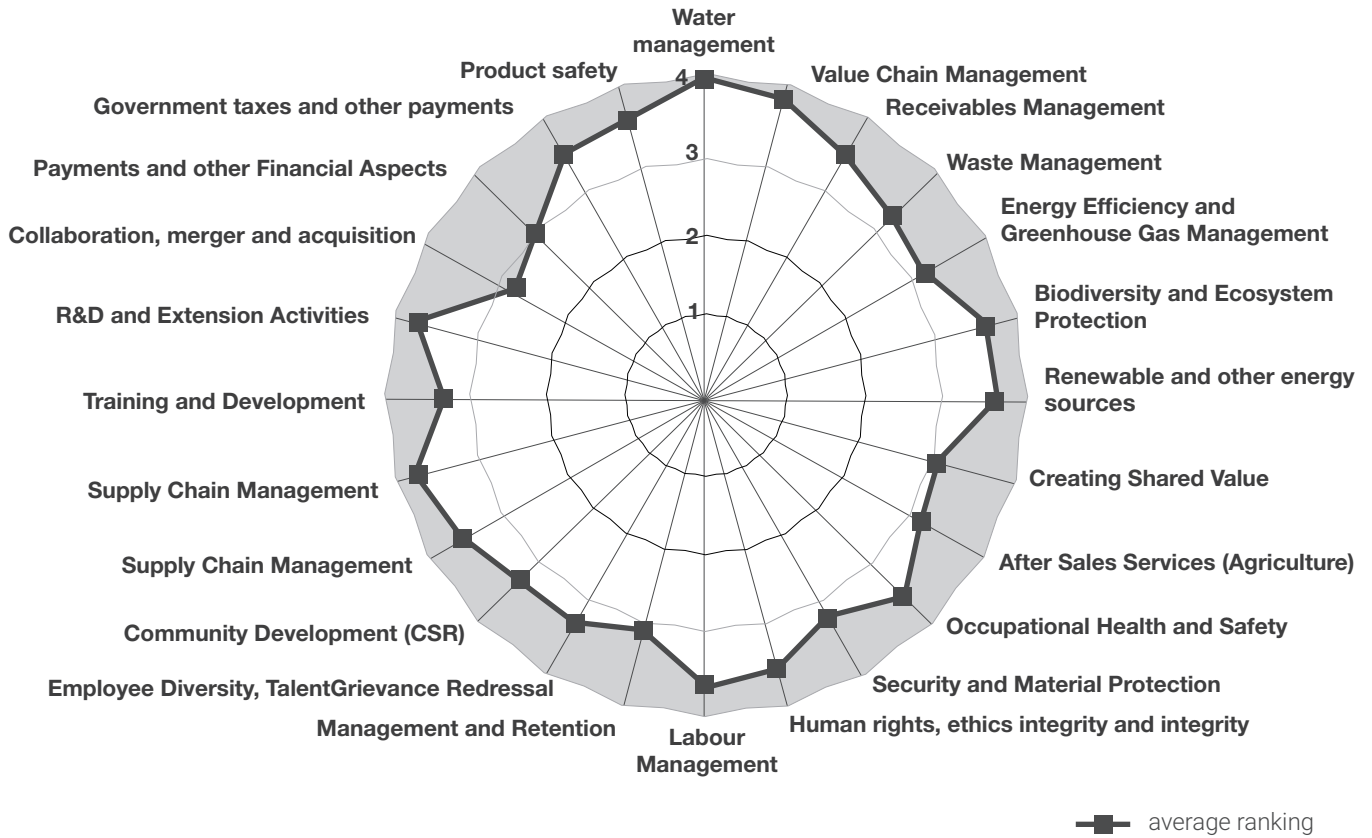 Water
management
Value Chain Management
Receivables Management
Waste Management
Energy Efficiency and
Greenhouse Gas Management
Biodiversity and Ecosystem
Protection
Renewable and other energy
sources
Creating Shared Value
After Sales Services (Agriculture)
Occupational Health and Safety
Security and Material Protection
Human rights, ethics integrity and integrity
Labour
Management
Management and Retention
Employee Diversity, TalentGrievance Redressal
Community Development (CSR)
Supply Chain Management
Supply Chain Management
Training and Development
R&D and Extension Activities
Collaboration, merger and acquisition
Payments and other Financial Aspects
Government taxes and other payments
Product safety
4
3
2
1
average ranking